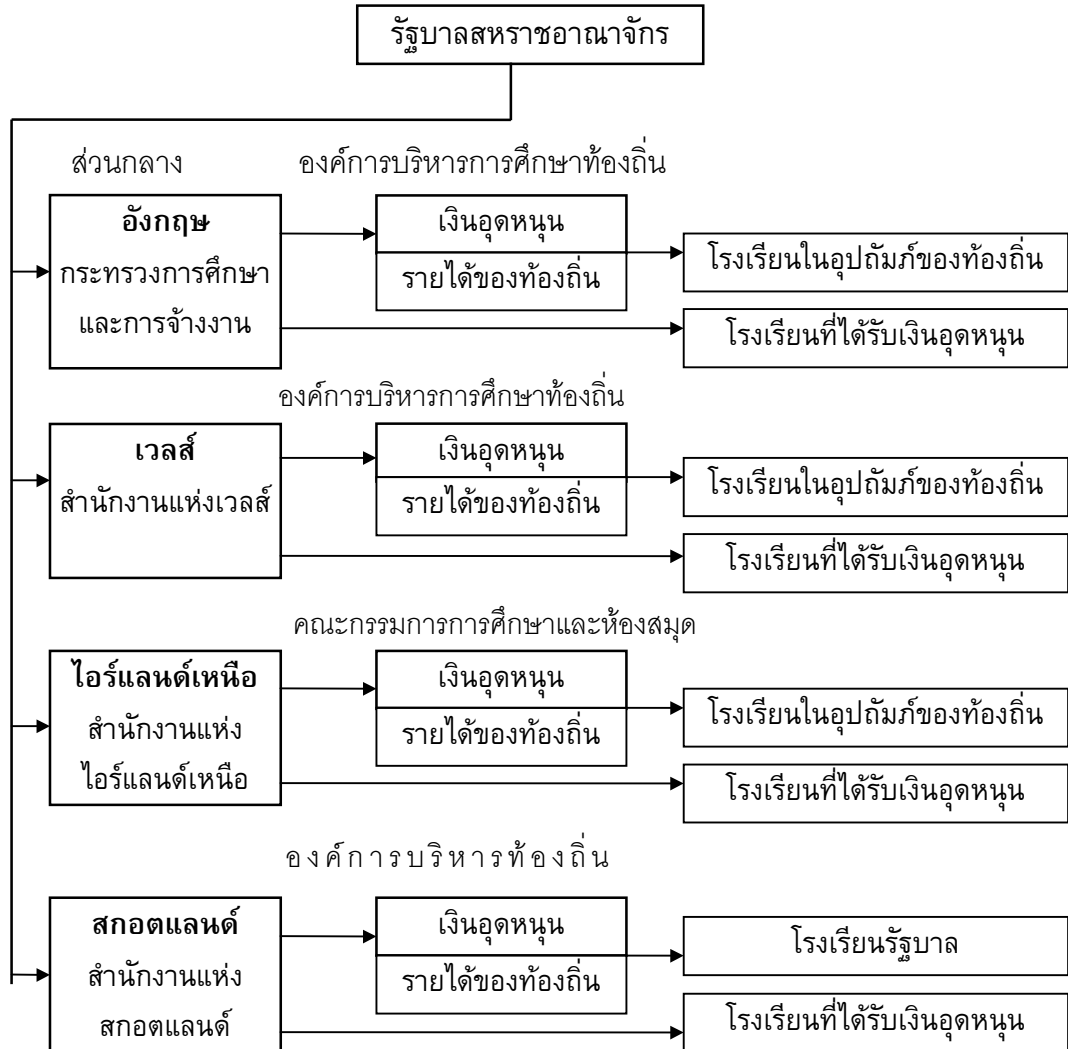 รัฐบาลสหราชอาณาจักร
ส่วนกลาง
องค์การบริหารการศึกษาท้องถิ่น
อังกฤษ
กระทรวงการศึกษา
และการจ้างงาน
เงินอุดหนุน
รายได้ของท้องถิ่น
โรงเรียนในอุปถัมภ์ของท้องถิ่น
โรงเรียนที่ได้รับเงินอุดหนุน
องค์การบริหารการศึกษาท้องถิ่น
เวลส์
สำนักงานแห่งเวลส์
เงินอุดหนุน
รายได้ของท้องถิ่น
โรงเรียนในอุปถัมภ์ของท้องถิ่น
โรงเรียนที่ได้รับเงินอุดหนุน
คณะกรรมการการศึกษาและห้องสมุด
ไอร์แลนด์เหนือ
สำนักงานแห่ง
ไอร์แลนด์เหนือ
เงินอุดหนุน
รายได้ของท้องถิ่น
โรงเรียนในอุปถัมภ์ของท้องถิ่น
โรงเรียนที่ได้รับเงินอุดหนุน
องค์การบริหารท้องถิ่น
สกอตแลนด์
สำนักงานแห่ง
สกอตแลนด์
เงินอุดหนุน
รายได้ของท้องถิ่น
โรงเรียนรัฐบาล
โรงเรียนที่ได้รับเงินอุดหนุน